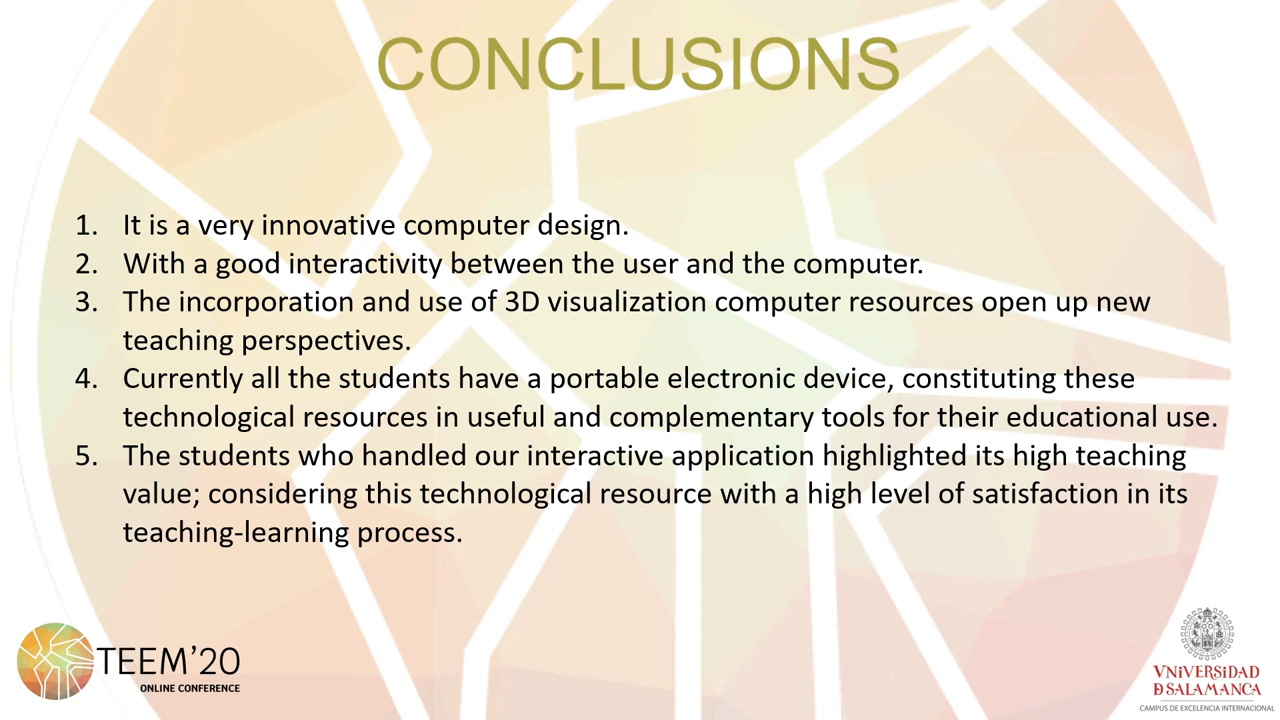 CONCLUSIONS
1. It is a very innovative computer design.
2. With a good interactivity between the user and the computer.
3. The incorporation and use of 3D visualization computer resources open up new
teaching perspectives.
4. Currently all the students have a portable electronic device, constituting these
technological resources in useful and complementary tools for their educational use.
5. The students who handled our interactive application highlighted its high teaching
value; considering this technological resource with a high level of satisfaction in its
teaching-learning process.
TEEM'20
ONLINE CONFERENCE
VNiVERSiDAD
D SALAMANCA
CAMPUS DE EXCELENCIA INTERNACIONAL